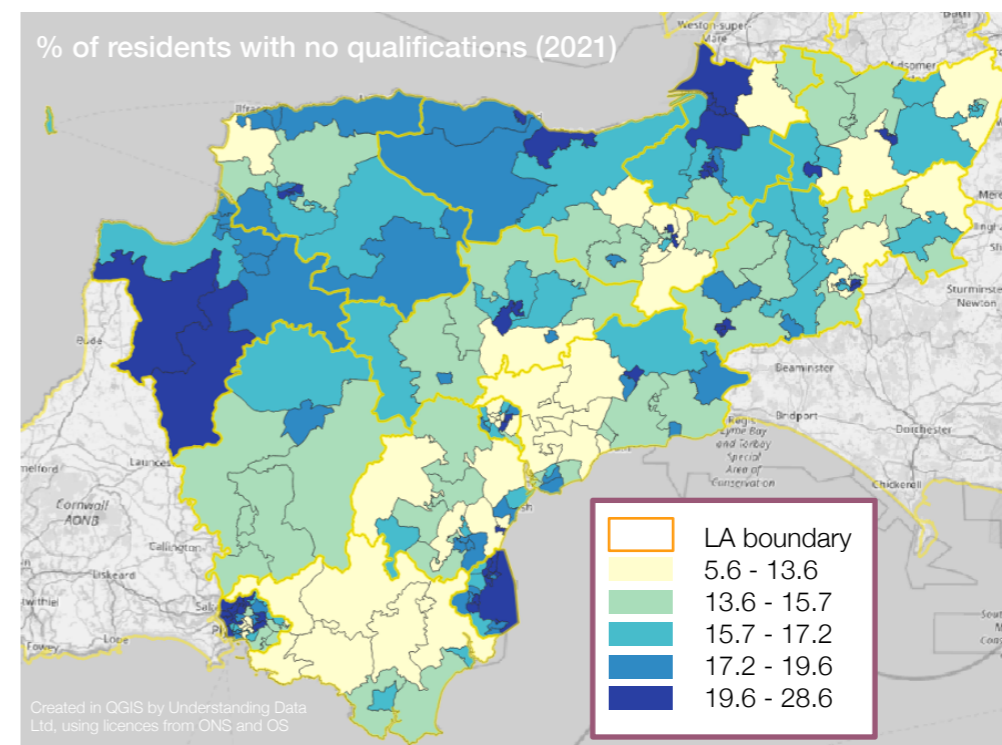 % of residents with no qualifications (2021)
Weston-super-
Mare
Bude
Launces
Cornwall
AONB
Callington
Liskeard
Looe
Fowey
Sturminster
Newton
Beaminster
Bridport
Dorchester
Lyme Bay
and Torbay
Special
Area of
Conservation
Chickerell
LA boundary
5.6 - 13.6
13.6 - 15.7
15.7 - 17.2
17.2 - 19.6
19.6 - 28.6
Created in QGIS by Understanding Data
Ltd, using licences from ONS and OS